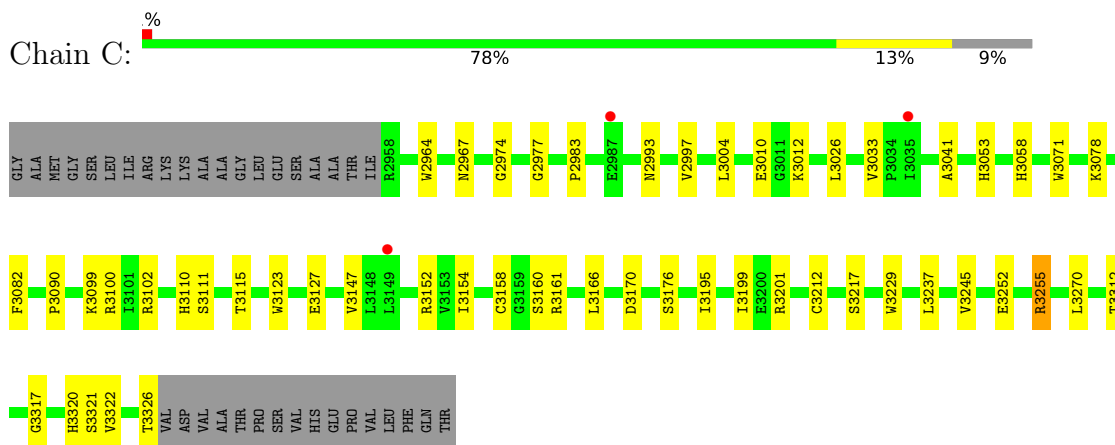 %
Chain C:
78% 13% 9%
GLY ALA MET GLY SER LEU ILE ARG LYS LYS ALA ALA GLY LEU GLU SER ALA ALA THR ILE R2958 W2964 N2967 G2974 G2977 P2983 E2987 N2993 V2997 L3004 E3010 G3011 K3012 L3026 V3033 P3034 I3035 A3041 H3053 H3058 W3071 K3078
F3082 P3090 K3099 R3100 I3101 R3102 H3110 S3111 T3115 W3123 E3127 V3147 L3148 L3149 R3152 V3153 I3154 C3158 G3159 S3160 R3161 L3166 D3170 S3176 I3195 I3199 E3200 R3201 C3212 S3217 W3229 L3237 V3245 E3252 R3255 L3270
G3317 H3320 S3321 V3322 T3326 VAL ASP VAL ALA THR PRO SER VAL HIS GLU PRO VAL LEU PHE GLN THR